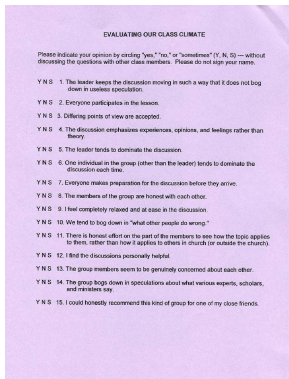 EVALUATING OUR CLASS CLIMATE
Please indicate your opinion by circling "yes," "no," or "sometimes" (Y, N, S) — without
discussing the questions with other class members. Please do not sign your name.
Y N S 1. The leader keeps the discussion moving in such a way that it does not bog
down in useless speculation.
Y N S 2. Everyone participates in the lesson.
Y N S 3. Differing points of view are accepted.
Y N S 4. The discussion emphasizes experiences, opinions, and feelings rather than
theory.
Y N S 5. The leader tends to dominate the discussion.
Y N S 6. One individual in the group (other than the leader) tends to dominate the
discussion each time.
Y N S 7. Everyone makes preparation for the discussion before they arrive.
Y N S 8. The members of the group are honest with each other.
Y N S 9. I feel completely relaxed and at ease in the discussion.
Y N S 10. We tend to bog down in "what other people do wrong."
Y N S 11. There is honest effort on the part of the members to see how the topic applies
to them, rather than how it applies to others in church (or outside the church).
Y N S 12. I find the discussions personally helpful.
Y N S 13. The group members seem to be genuinely concerned about each other.
Y N S 14. The group bogs down in speculations about what various experts, scholars,
and ministers say.
Y N S 15. I could honestly recommend this kind of group for one of my close friends.